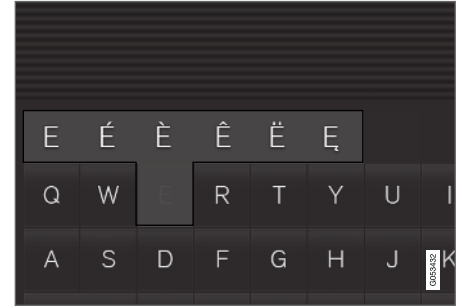 E É È Ê Ë Ę
Q W E R T Y U I
A S D F G H J K
G053432